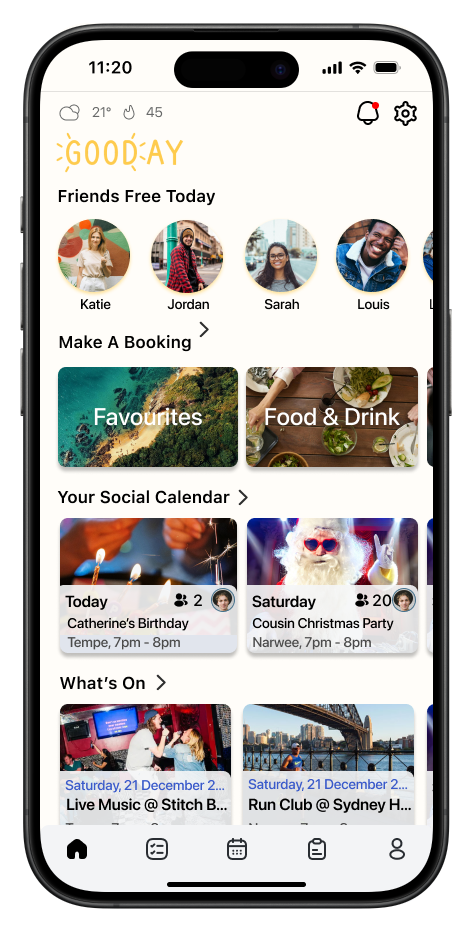 11:20
21° 45
GOODAY
Friends Free Today
Katie Jordan Sarah Louis
Make A Booking
Favourites Food & Drink
Your Social Calendar
Today 2
Catherine's Birthday
Tempe, 7pm - 8pm
Saturday 20
Cousin Christmas Party
Narwee, 7pm - 8pm
What's On
Saturday, 21 December 2...
Live Music @ Stitch B...
Saturday, 21 December 2...
Run Club @ Sydney H...